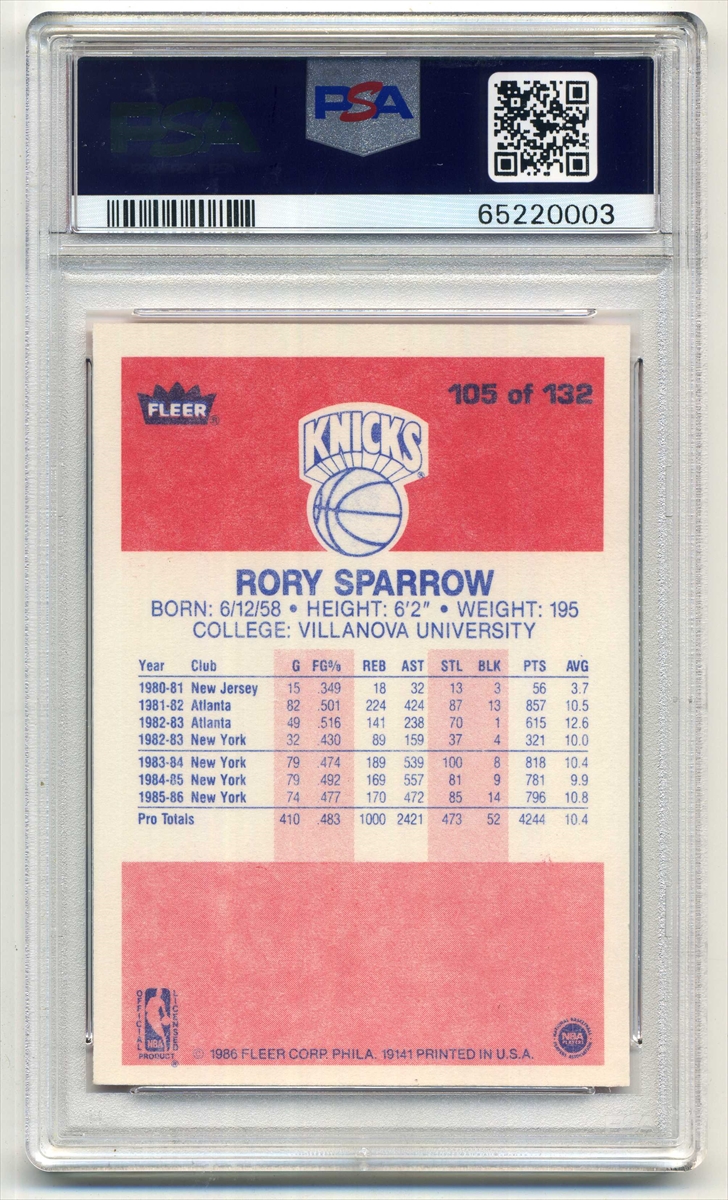 PSA PSA
65220003
FLEER ®
105 of 132
KNICKS ®
RORY SPARROW
BORN: 6/12/58 • HEIGHT: 6'2" • WEIGHT: 195
COLLEGE: VILLANOVA UNIVERSITY
Year Club G FG% REB AST STL BLK PTS AVG
1980-81 New Jersey 15 .349 18 32 13 3 56 3.7
1981-82 Atlanta 82 .501 224 424 87 13 857 10.5
1982-83 Atlanta 49 .516 141 238 70 1 615 12.6
1982-83 New York 32 .430 89 159 37 4 321 10.0
1983-84 New York 79 .474 189 539 100 8 818 10.4
1984-85 New York 79 .492 169 557 81 9 781 9.9
1985-86 New York 74 .477 170 472 85 14 796 10.8
Pro Totals 410 .483 1000 2421 473 52 4244 10.4
OFFICIAL LICENSED
NBA
PRODUCT ®
© 1986 FLEER CORP. PHILA. 19141 PRINTED IN U.S.A.
NBA
PLAYERS